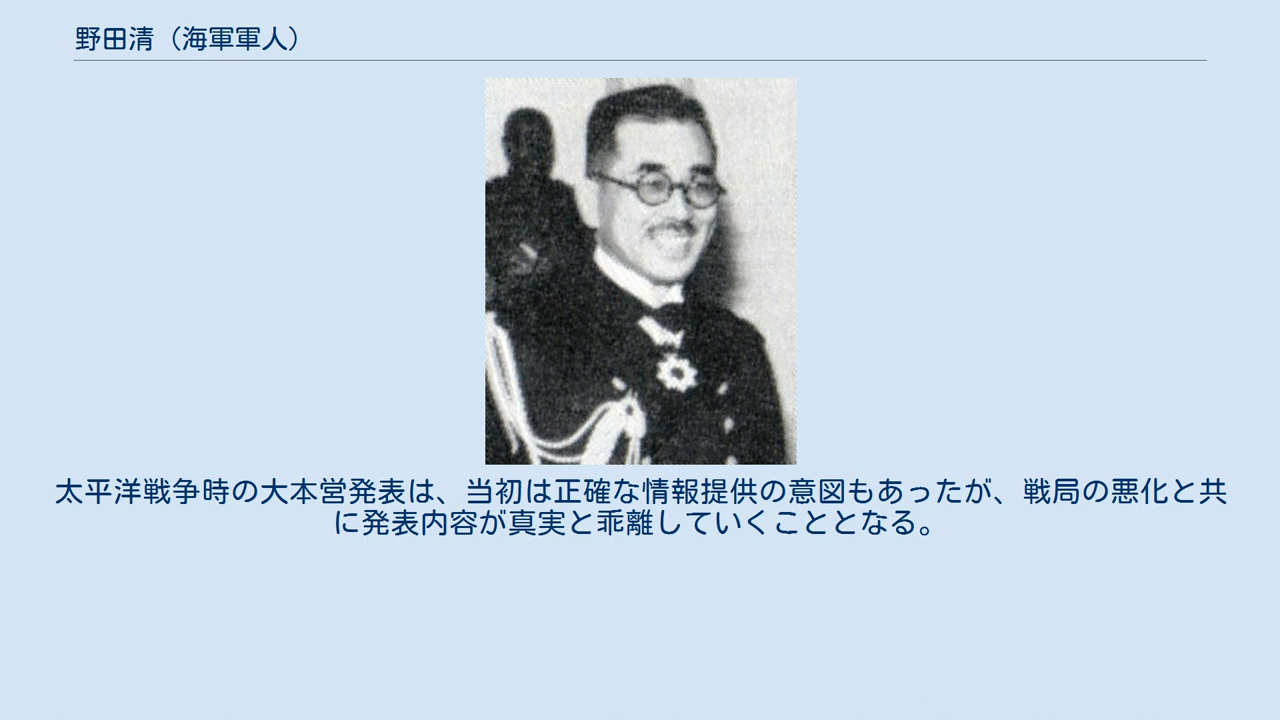 野田清（海軍軍人）
太平洋戦争時の大本営発表は、当初は正確な情報提供の意図もあったが、戦局の悪化と共
に発表内容が真実と乖離していくこととなる。